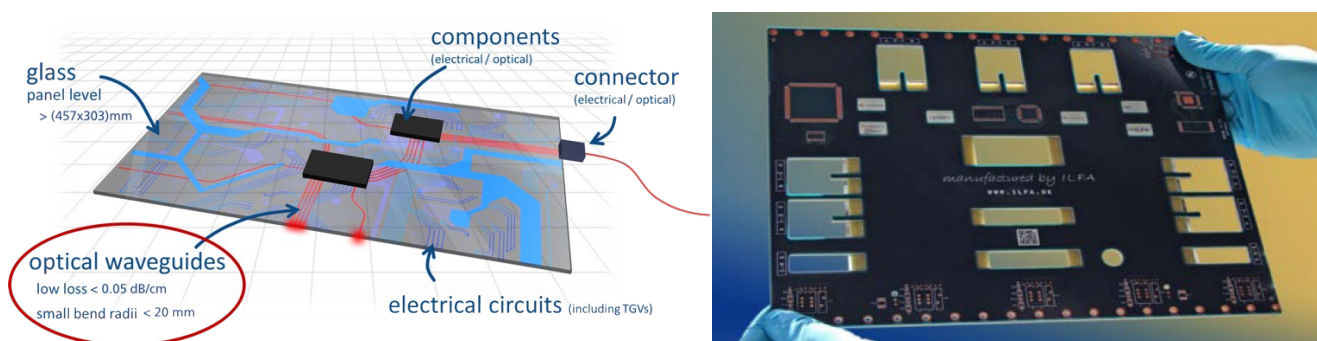 components
(electrical / optical)
glass
panel level
> (457x303)mm
connector
(electrical / optical)
optical waveguides
low loss < 0.05 dB/cm
small bend radii < 20 mm
electrical circuits (including TGVs)
manufactured by ILFA
WWW.ILFA.DE